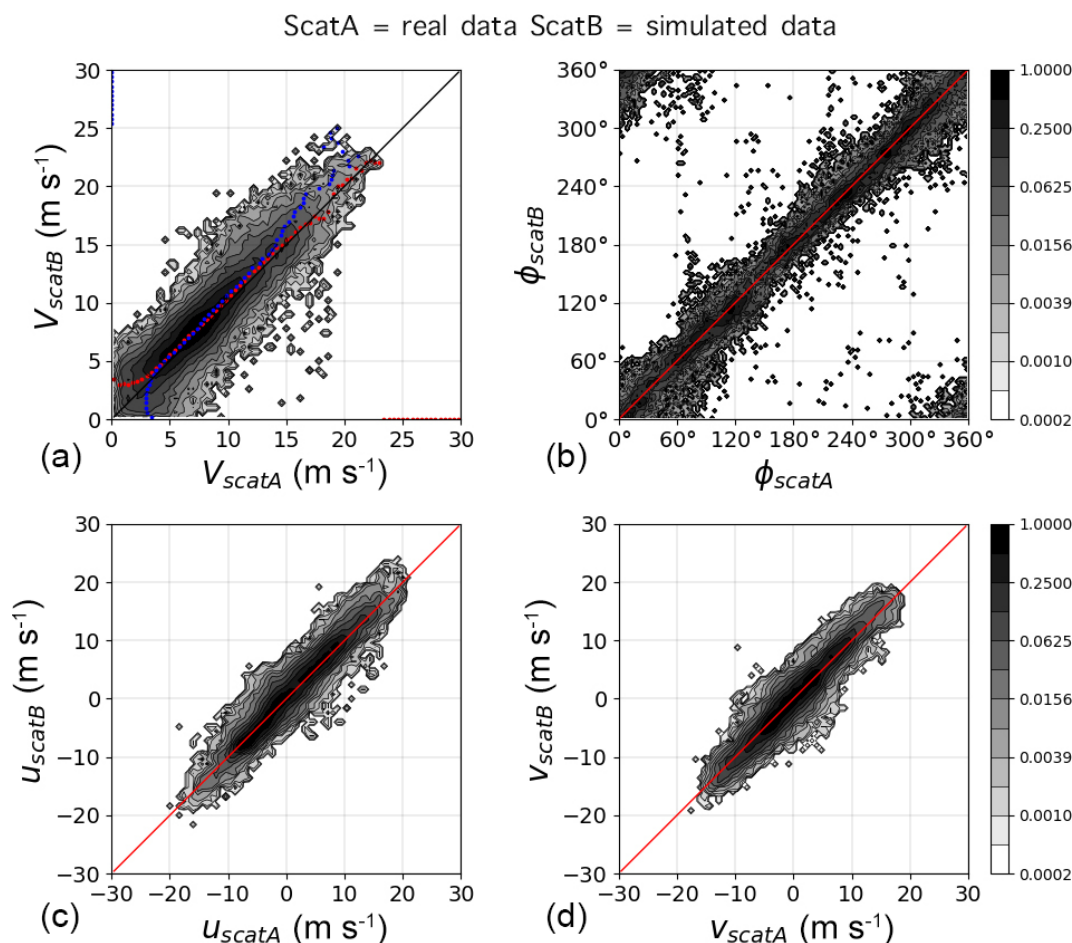 ScatA = real data ScatB = simulated data
30
25
20
15
10
5
0
V_scatB (m s⁻¹)
0 5 10 15 20 25 30
V_scatA (m s⁻¹)
(a)
360°
300°
240°
180°
120°
60°
0°
ϕ_scatB
0° 60° 120° 180° 240° 300° 360°
ϕ_scatA
(b)
1.0000
0.2500
0.0625
0.0156
0.0039
0.0010
0.0002
30
20
10
0
−10
−20
−30
u_scatB (m s⁻¹)
−30 −20 −10 0 10 20 30
u_scatA (m s⁻¹)
(c)
30
20
10
0
−10
−20
−30
v_scatB (m s⁻¹)
−30 −20 −10 0 10 20 30
v_scatA (m s⁻¹)
(d)
1.0000
0.2500
0.0625
0.0156
0.0039
0.0010
0.0002